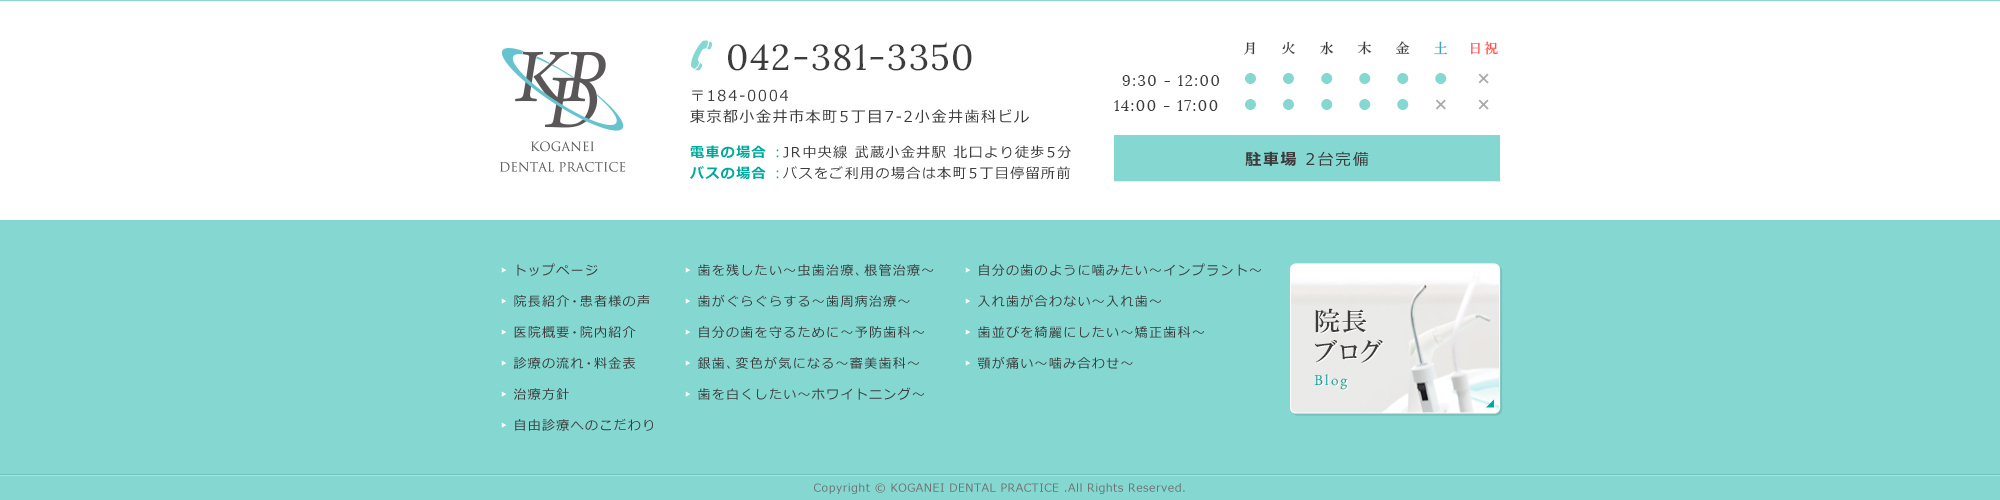 KDP
KOGANEI
DENTAL PRACTICE
042-381-3350
〒184-0004
東京都小金井市本町5丁目7-2小金井歯科ビル
電車の場合 : JR中央線 武蔵小金井駅 北口より徒歩5分
バスの場合 : バスをご利用の場合は本町5丁目停留所前
月 火 水 木 金 土 日祝
9:30 - 12:00 ● ● ● ● ● ● ×
14:00 - 17:00 ● ● ● ● ● × ×
駐車場 2台完備
トップページ
院長紹介・患者様の声
医院概要・院内紹介
診療の流れ・料金表
治療方針
自由診療へのこだわり
歯を残したい〜虫歯治療、根管治療〜
歯がぐらぐらする〜歯周病治療〜
自分の歯を守るために〜予防歯科〜
銀歯、変色が気になる〜審美歯科〜
歯を白くしたい〜ホワイトニング〜
自分の歯のように噛みたい〜インプラント〜
入れ歯が合わない〜入れ歯〜
歯並びを綺麗にしたい〜矯正歯科〜
顎が痛い〜噛み合わせ〜
院長
ブログ
Blog
Copyright © KOGANEI DENTAL PRACTICE .All Rights Reserved.